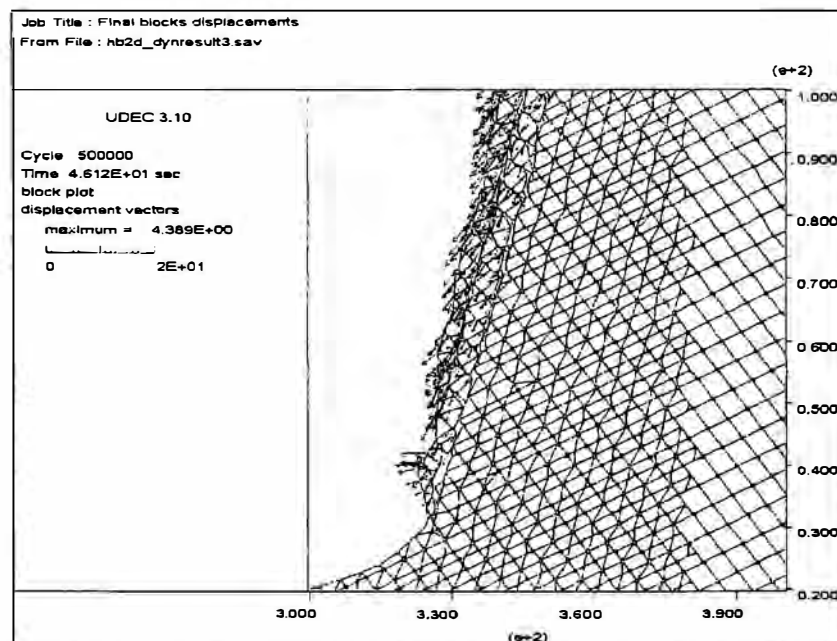 Job Title : Final blocks displacements
From File : hb2d_dynresult3.sav
(e+2)
UDEC 3.10
Cycle 500000
Time 4.612E+01 sec
block plot
displacement vectors
maximum = 4.389E+00
0 2E+01
1.000
0.900
0.800
0.700
0.600
0.500
0.400
0.300
0.200
3.000 3.300 3.600 3.900
(e+2)